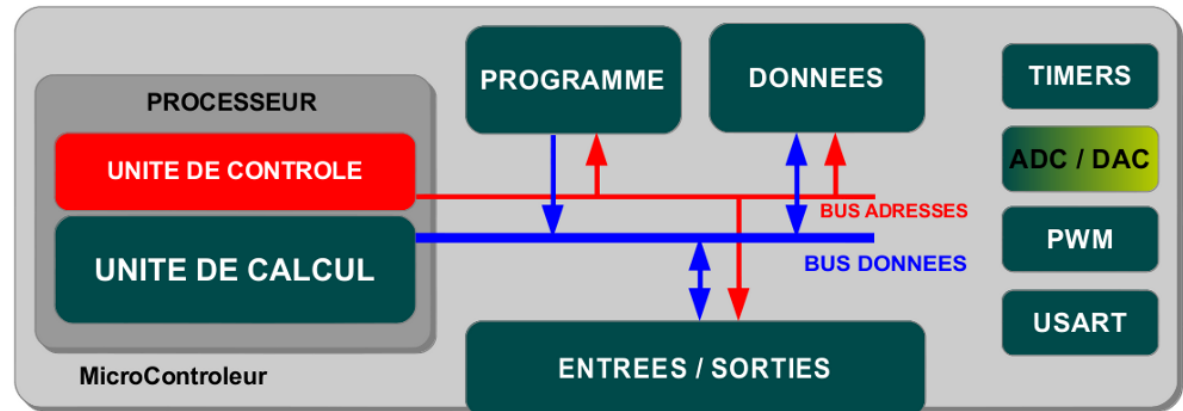 PROCESSEUR
UNITE DE CONTROLE
UNITE DE CALCUL
MicroControleur
PROGRAMME
DONNEES
BUS ADRESSES
BUS DONNEES
ENTREES / SORTIES
TIMERS
ADC / DAC
PWM
USART